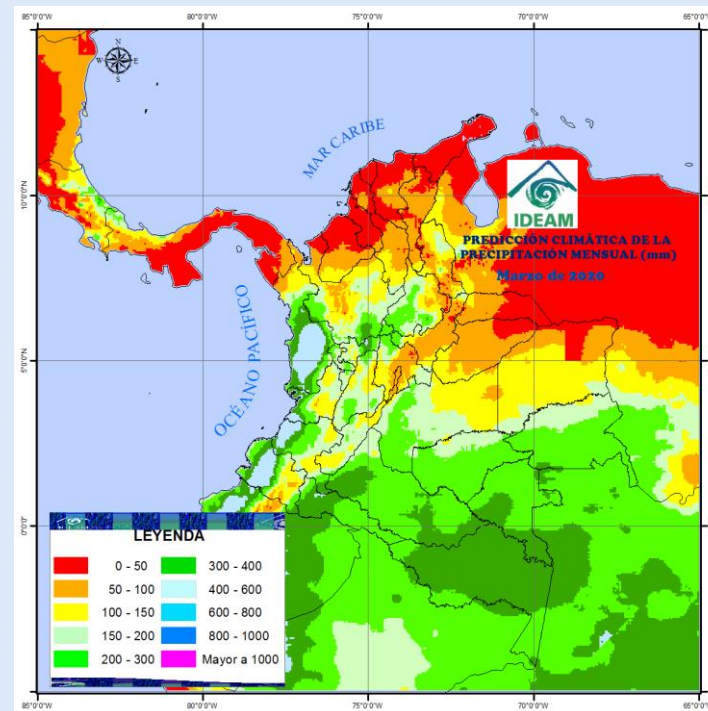 85°0'0"W 80°0'0"W 75°0'0"W 70°0'0"W 65°0'0"W
N
W E
S
MAR CARIBE
10°0'0"N
IDEAM
PREDICCIÓN CLIMÁTICA DE LA
PRECIPITACIÓN MENSUAL (mm)
Marzo de 2020
OCÉANO PACÍFICO
5°0'0"N
0°0'0"
LEYENDA
0 - 50 300 - 400
50 - 100 400 - 600
100 - 150 600 - 800
150 - 200 800 - 1000
200 - 300 Mayor a 1000
85°0'0"W 80°0'0"W 75°0'0"W 70°0'0"W 65°0'0"W